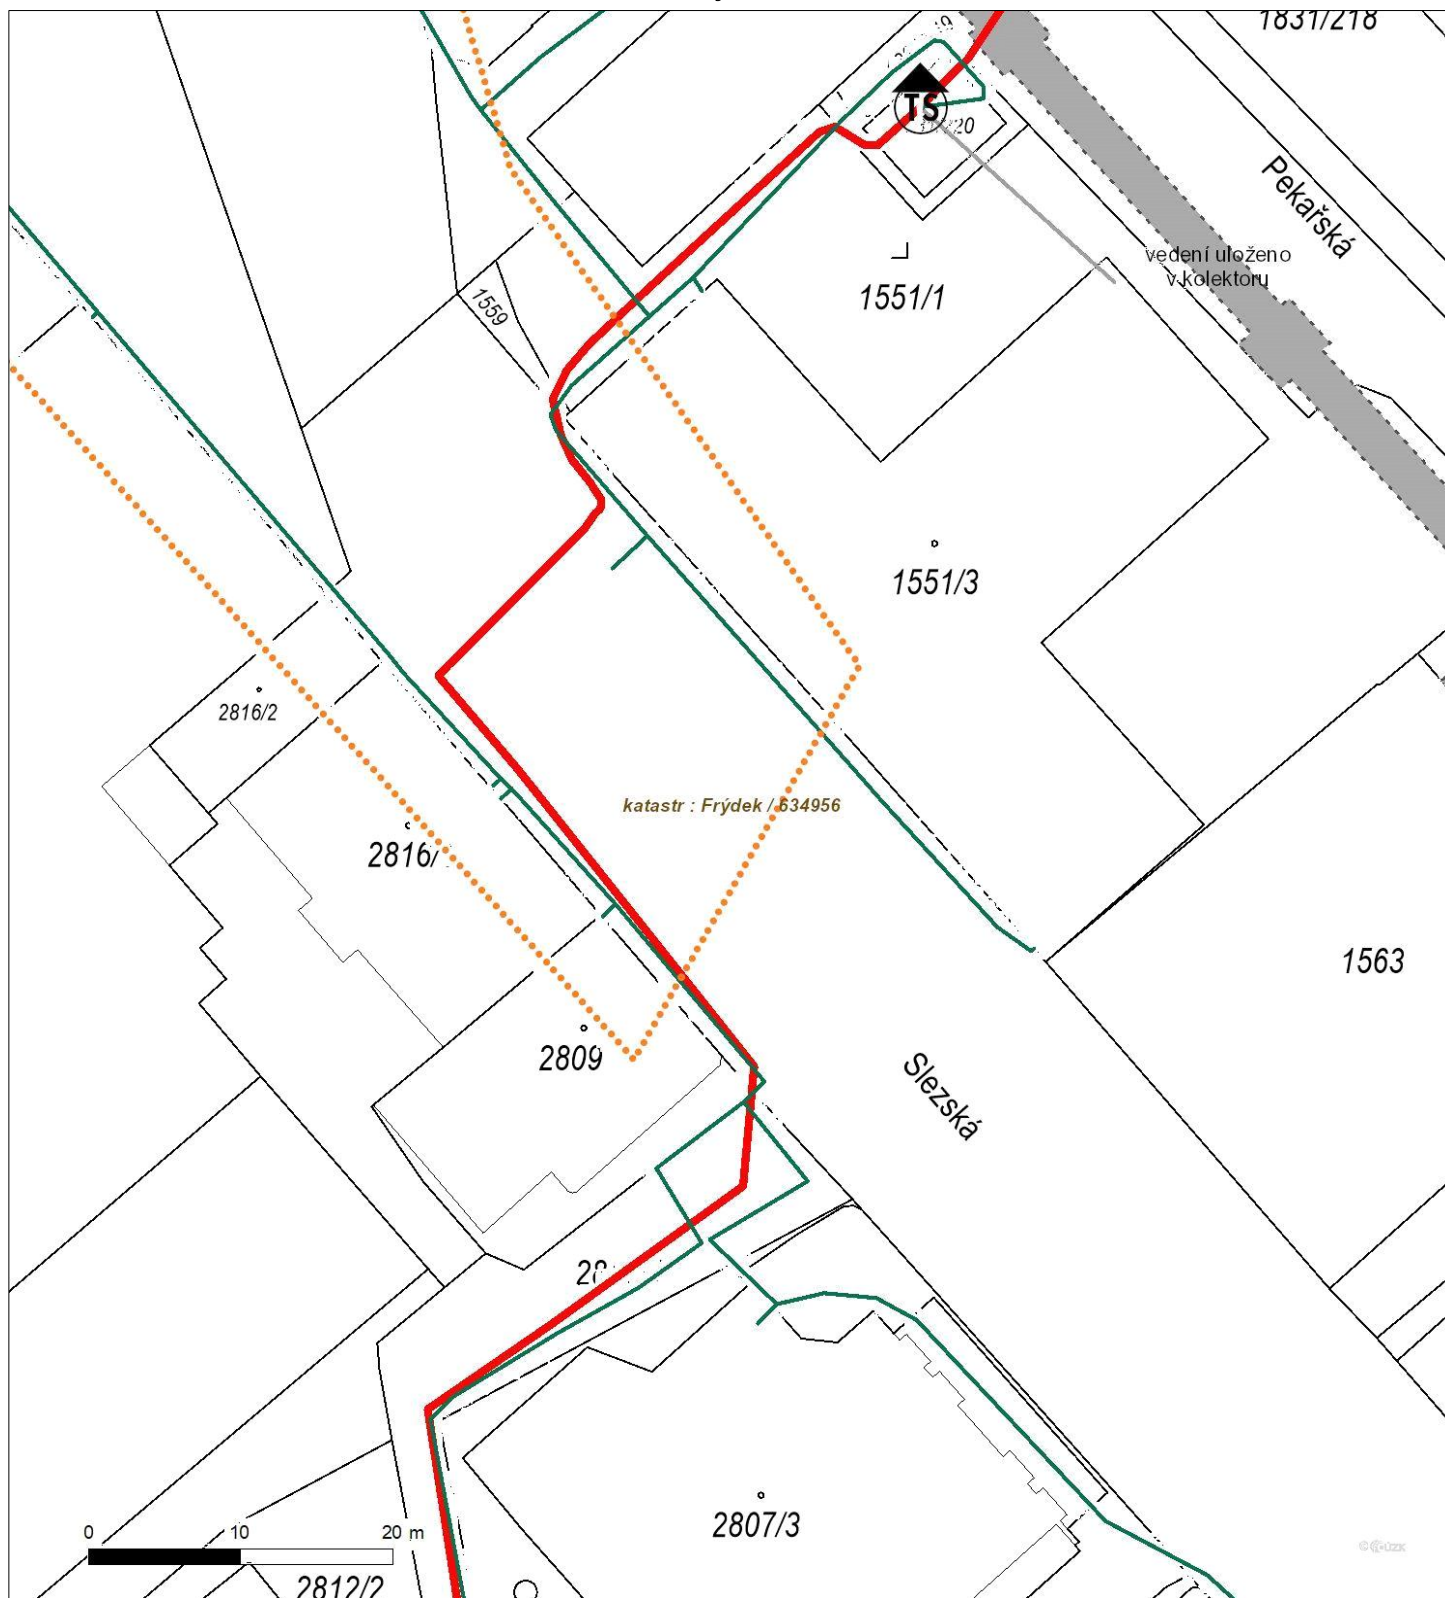 1831/218
TS
20
Pekařská
vedení uloženo
v kolektoru
1551/1
1559
1551/3
2816/2
katastr : Frýdek / 634956
2816/
1563
2809
Slezská
28
2807/3
0 10 20 m
2812/2